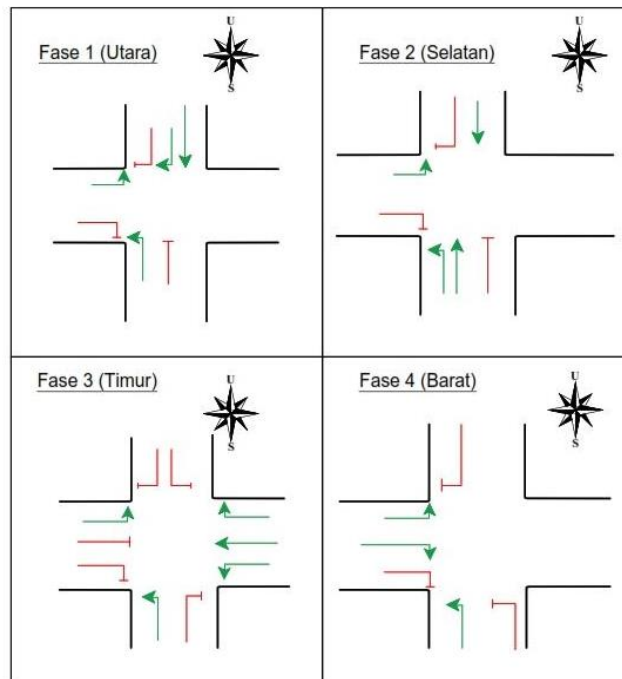 Fase 1 (Utara)
U
S
Fase 2 (Selatan)
U
S
Fase 3 (Timur)
U
S
Fase 4 (Barat)
U
S